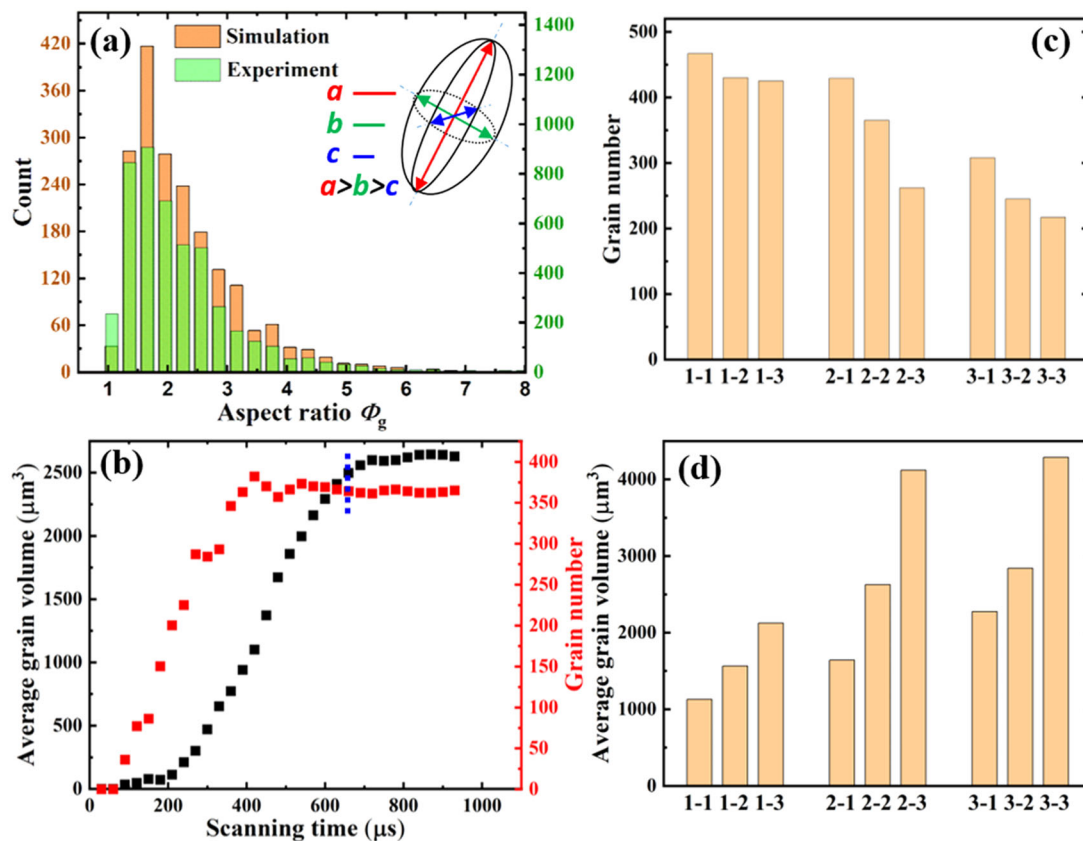 (a)
Simulation
Experiment
a
b
c
a>b>c
Count
420
360
300
240
180
120
60
0
1400
1200
1000
800
600
400
200
0
1 2 3 4 5 6 7 8
Aspect ratio Φg
(c)
Grain number
500
400
300
200
100
0
1-1 1-2 1-3 2-1 2-2 2-3 3-1 3-2 3-3
(b)
Average grain volume (μm³)
2500
2000
1500
1000
500
0
Grain number
400
350
300
250
200
150
100
50
0
0 200 400 600 800 1000
Scanning time (μs)
(d)
Average grain volume (μm³)
4000
3000
2000
1000
0
1-1 1-2 1-3 2-1 2-2 2-3 3-1 3-2 3-3